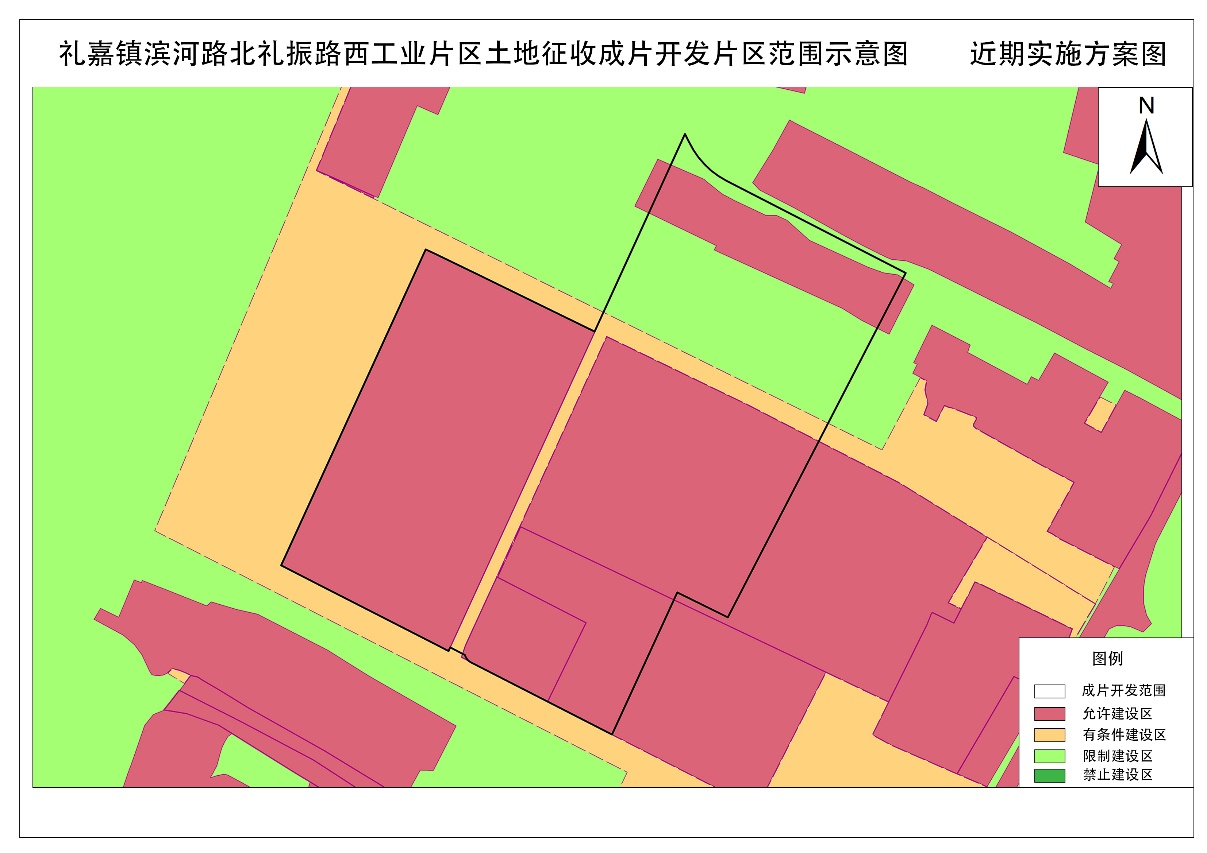 礼嘉镇滨河路北礼振路西工业片区土地征收成片开发片区范围示意图 近期实施方案图
N
图例
成片开发范围
允许建设区
有条件建设区
限制建设区
禁止建设区